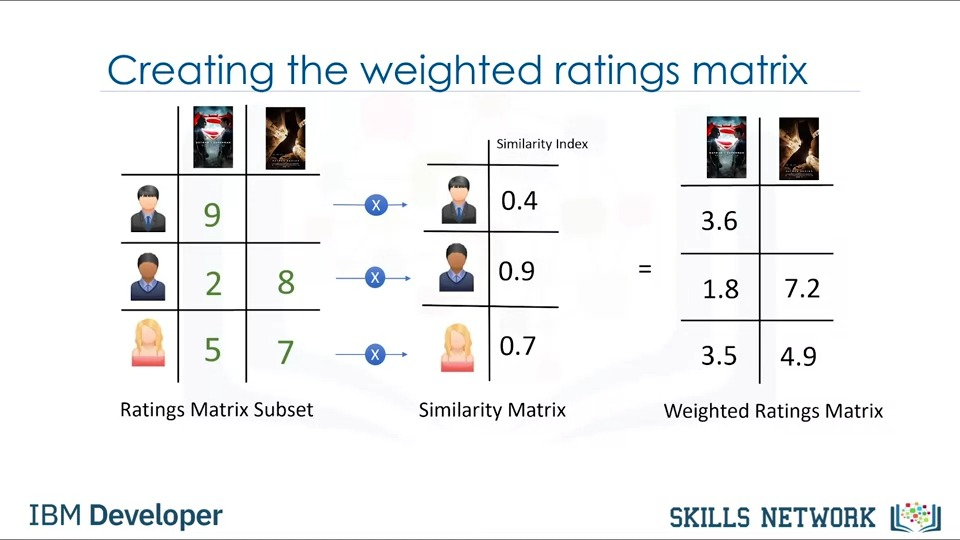 Creating the weighted ratings matrix
Similarity Index
9
X
0.4
3.6
2
8
X
0.9
=
1.8
7.2
5
7
X
0.7
3.5
4.9
Ratings Matrix Subset
Similarity Matrix
Weighted Ratings Matrix
IBM Developer
SKILLS NETWORK